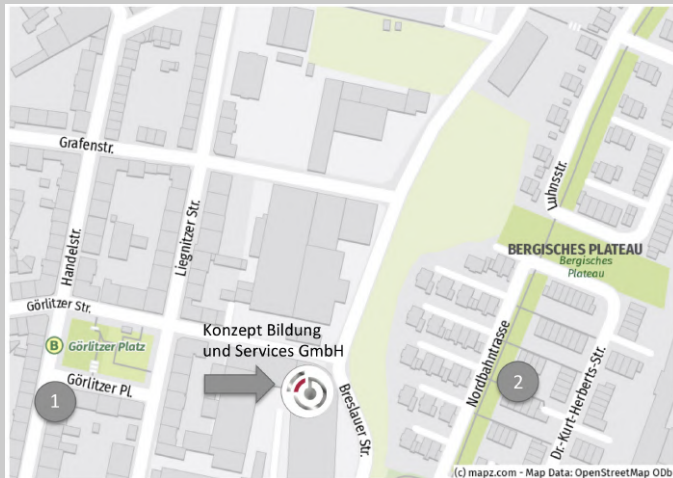 Grafenstr.
Handelstr.
Liegnitzer Str.
Luhnsstr.
BERGISCHES PLATEAU
Bergisches
Plateau
Görlitzer Str.
B Görlitzer Platz
Görlitzer Pl.
Konzept Bildung
und Services GmbH
Breslauer Str.
Nordbahntrasse
Dr.-Kurt-Herberts-Str.
1
2
(c) mapz.com - Map Data: OpenStreetMap ODb